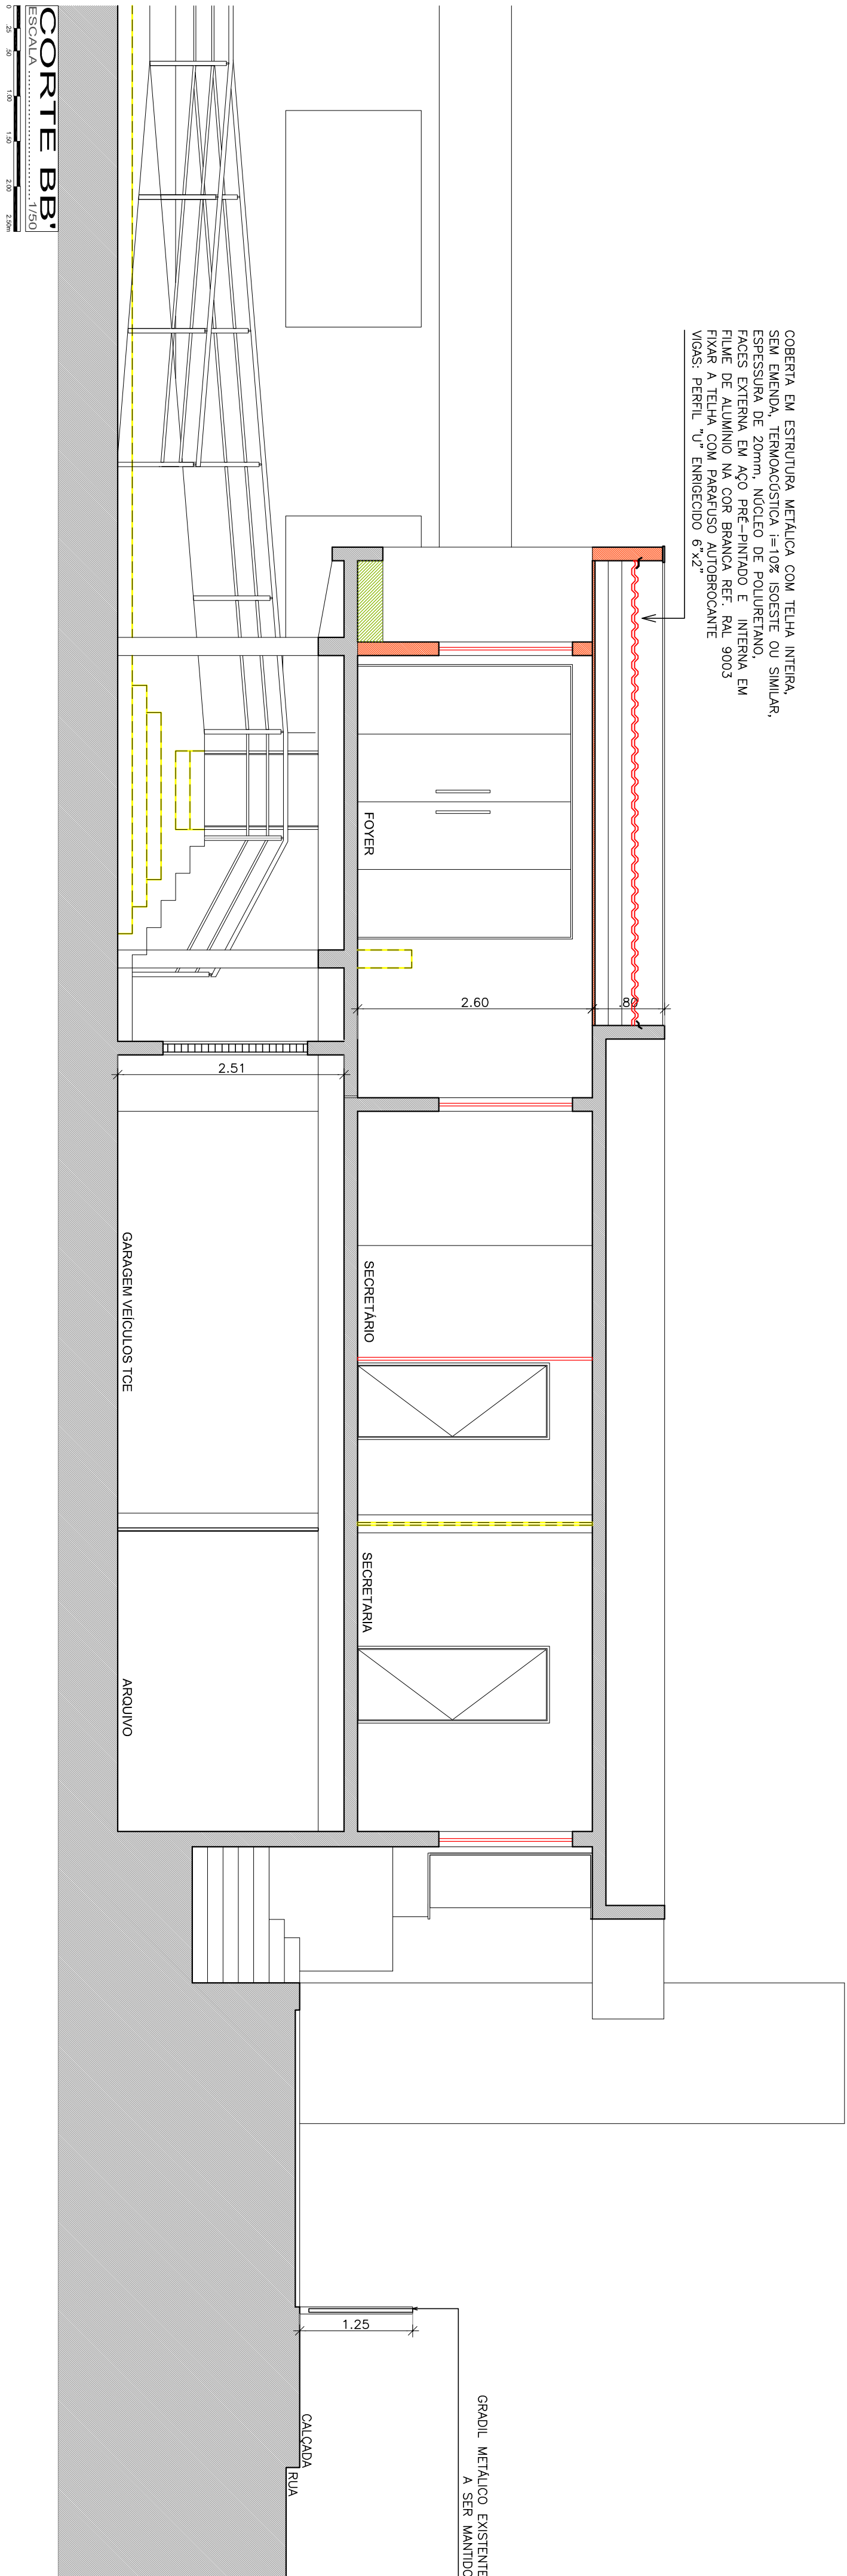 COBERTA EM ESTRUTURA METÁLICA COM TELHA INTEIRA,
SEM EMENDA, TERMOACÚSTICA i=10% ISOESTE OU SIMILAR,
ESPESSURA DE 20mm, NÚCLEO DE POLIURETANO,
FACES EXTERNA EM AÇO PRÉ-PINTADO E INTERNA EM
FILME DE ALUMÍNIO NA COR BRANCA REF. RAL 9003
FIXAR A TELHA COM PARAFUSO AUTOBROCANTE
VIGAS: PERFIL "U" ENRIGECIDO 6"x2"
.80
2.60
FOYER
SECRETÁRIO
SECRETARIA
2.51
GARAGEM VEÍCULOS TCE
ARQUIVO
GRADIL METÁLICO EXISTENTE
A SER MANTIDO
1.25
CALÇADA
RUA
CORTE BB'
ESCALA ........................ 1/50
0 .25 .50 1.00 1.50 2.00 2.50m